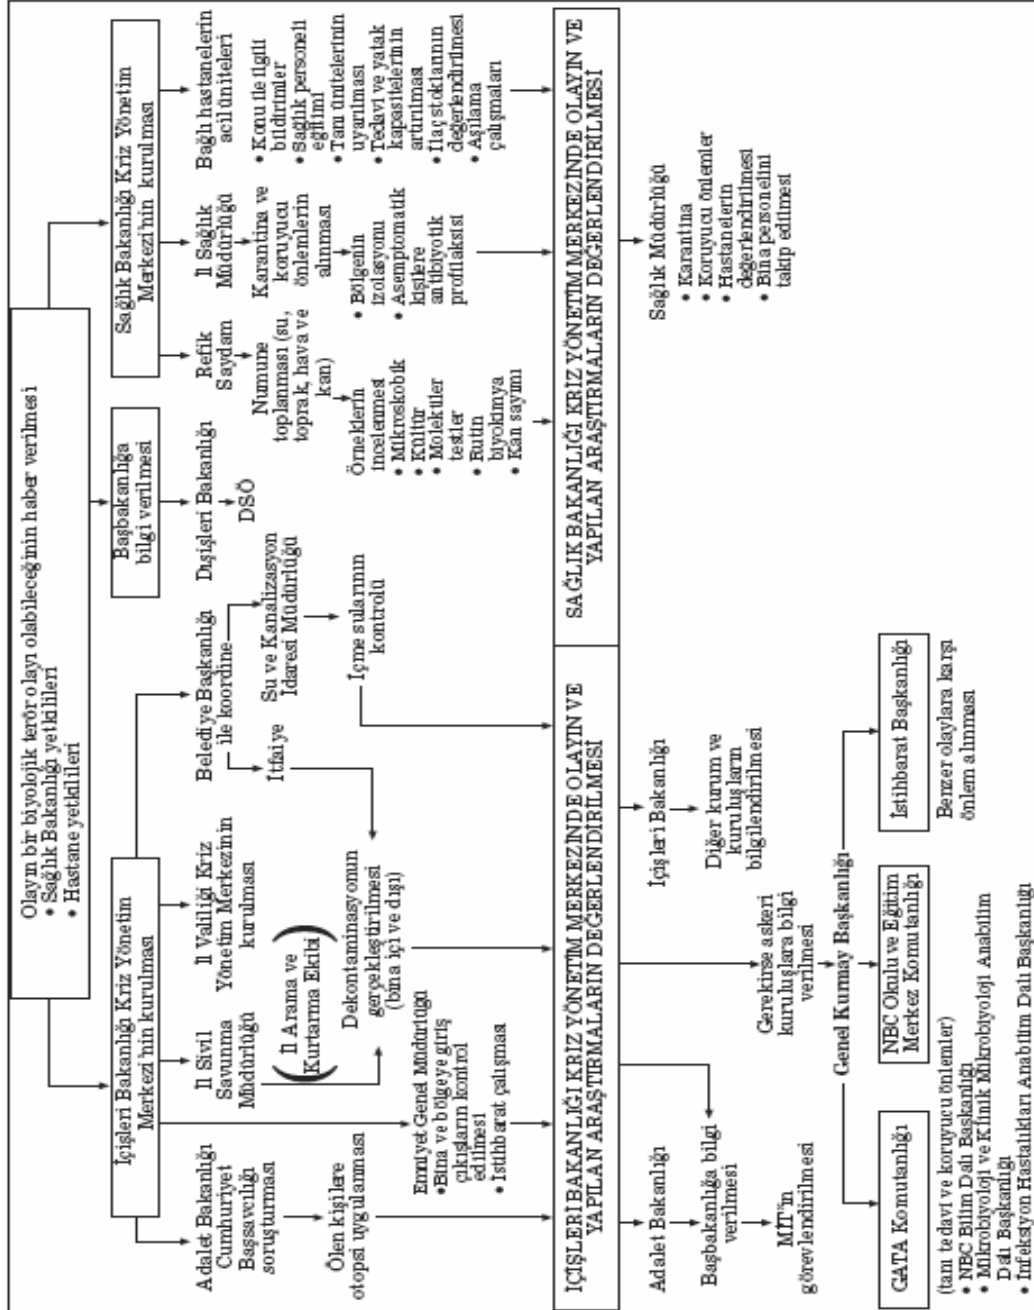 Olayın bir biyolojik terör olayı olabileceğinin haber verilmesi
• Sağlık Bakanlığı yetkilileri
• Hastane yetkilileri
İçişleri Bakanlığı Kriz Yönetim
Merkezi'nin kurulması
Başbakanlığa
bilgi verilmesi
Sağlık Bakanlığı Kriz Yönetim
Merkezi'nin kurulması
Adalet Bakanlığı
Cumhuriyet
Başsavcılığı
soruşturması
Ölen kişilere
otopsi uygulanması
İl Sivil
Savunma
Müdürlüğü
(İl Arama ve
Kurtarma Ekibi)
İl Valiliği Kriz
Yönetim Merkezinin
kurulması
Belediye Başkanlığı
ile koordine
İtfaiye
Su ve Kanalizasyon
İdaresi Müdürlüğü
İçme sularının
kontrolü
Dekontaminasyonun
gerçekleştirilmesi
(bina içi ve dışı)
Emniyet Genel Müdürlüğü
• Bina ve bölgeye giriş
çıkışların kontrol
edilmesi
• İstihbarat çalışması
Dışişleri Bakanlığı
DSÖ
Refik
Saydam
Numune
toplanması (su,
toprak, hava ve
kan)
Örneklerin
incelenmesi
• Mikroskobik
• Kültür
• Moleküler
testler
• Rutin
biyokimya
• Kan sayımı
İl Sağlık
Müdürlüğü
Karantina ve
koruyucu
önlemlerin
alınması
• Bölgenin
izolasyonu
• Asemptomatik
kişilere
antibiyotik
profilaksisi
Bağlı hastanelerin
acil üniteleri
• Konu ile ilgili
bildirimler
• Sağlık personeli
eğitimi
• Tanı ünitelerinin
uyarılması
• Tedavi ve yatak
kapasitelerinin
artırılması
• İlaç stoklarının
değerlendirilmesi
• Aşılama
çalışmaları
İÇİŞLERİ BAKANLIĞI KRİZ YÖNETİM MERKEZİNDE OLAYIN VE
YAPILAN ARAŞTIRMALARIN DEĞERLENDİRİLMESİ
SAĞLIK BAKANLIĞI KRİZ YÖNETİM MERKEZİNDE OLAYIN VE
YAPILAN ARAŞTIRMALARIN DEĞERLENDİRİLMESİ
Adalet Bakanlığı
Başbakanlığa bilgi
verilmesi
MİT'in
görevlendirilmesi
Gerekirse askeri
kuruluşlara bilgi
verilmesi
İçişleri Bakanlığı
Diğer kurum ve
kuruluşların
bilgilendirilmesi
Sağlık Müdürlüğü
• Karantina
• Koruyucu önlemler
• Hastanelerin
değerlendirilmesi
• Bina personelini
takip edilmesi
Genel Kurmay Başkanlığı
GATA Komutanlığı
(tanı tedavi ve koruyucu önlemler)
• NBC Bilim Dalı Başkanlığı
• Mikrobiyoloji ve Klinik Mikrobiyoloji Anabilim
Dalı Başkanlığı
• İnfeksiyon Hastalıkları Anabilim Dalı Başkanlığı
NBC Okulu ve Eğitim
Merkez Komutanlığı
İstihbarat Başkanlığı
Benzer olaylara karşı
önlem alınması